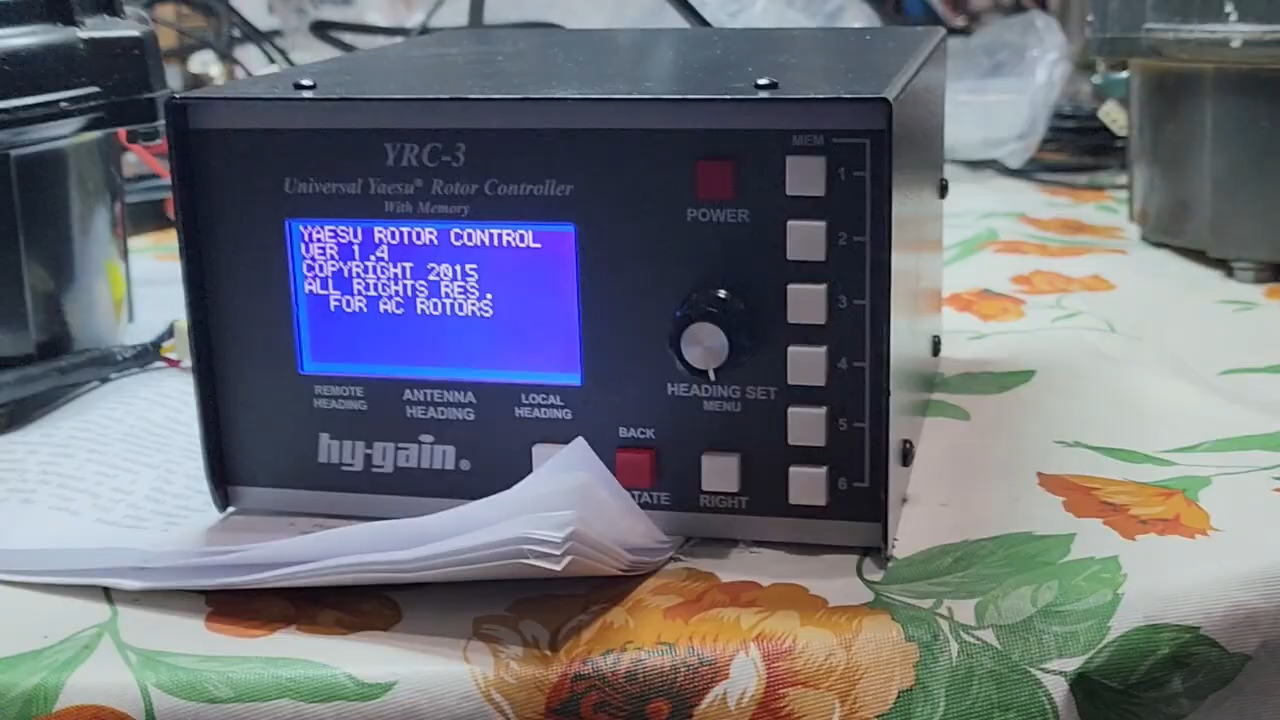 YRC-3
Universal Yaesu® Rotor Controller
With Memory
YAESU ROTOR CONTROL
VER 1.4
COPYRIGHT 2015
ALL RIGHTS RES.
FOR AC ROTORS
REMOTE HEADING
ANTENNA HEADING
LOCAL HEADING
hy-gain®
POWER
HEADING SET
MENU
BACK
TATE
RIGHT
MEM
1
2
3
4
5
6